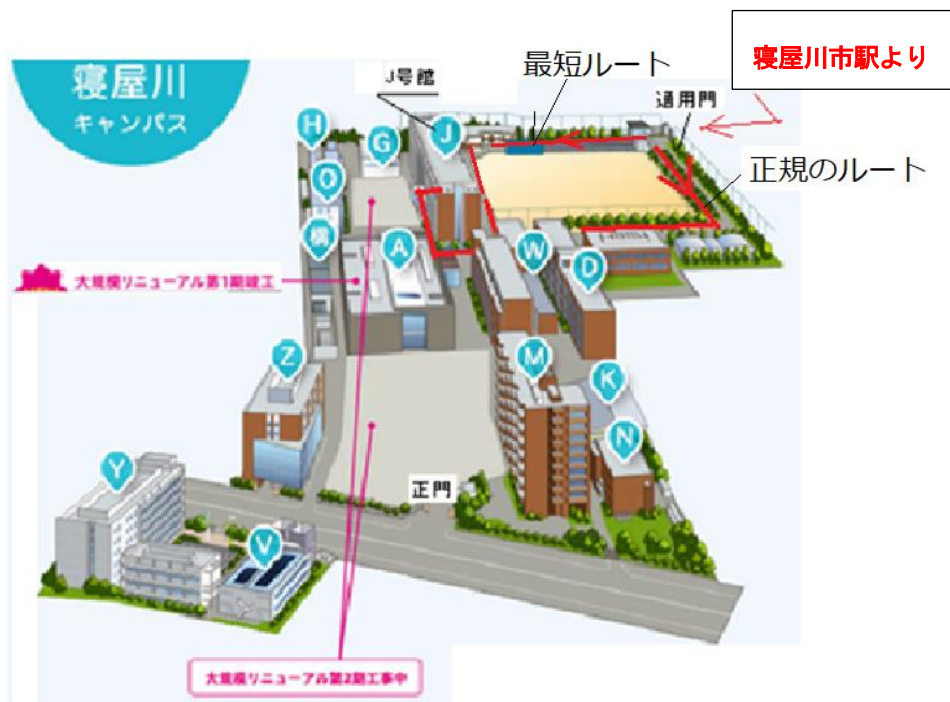 寝屋川
キャンパス
J号館
最短ルート
寝屋川市駅より
通用門
正規のルート
H
G
J
O
構
A
W
D
大規模リニューアル第1期竣工
Z
M
K
N
Y
正門
V
大規模リニューアル第2期工事中